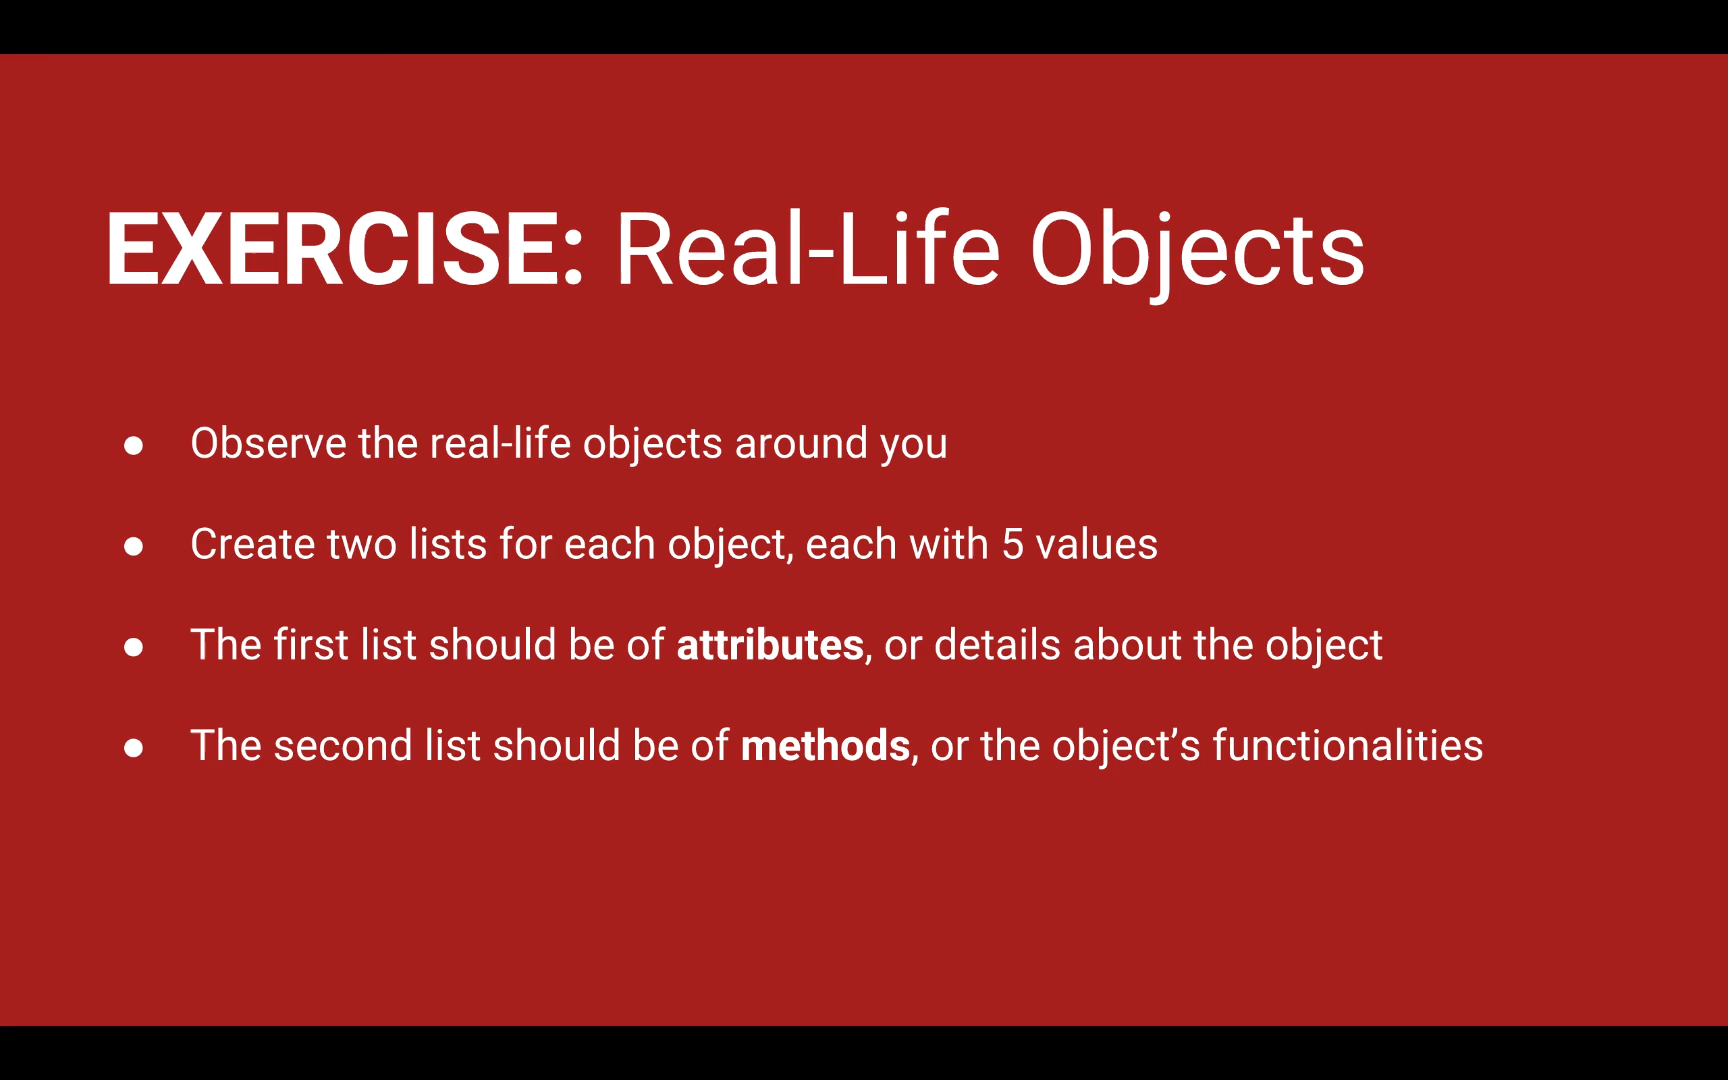 EXERCISE: Real-Life Objects
● Observe the real-life objects around you
● Create two lists for each object, each with 5 values
● The first list should be of attributes, or details about the object
● The second list should be of methods, or the object’s functionalities